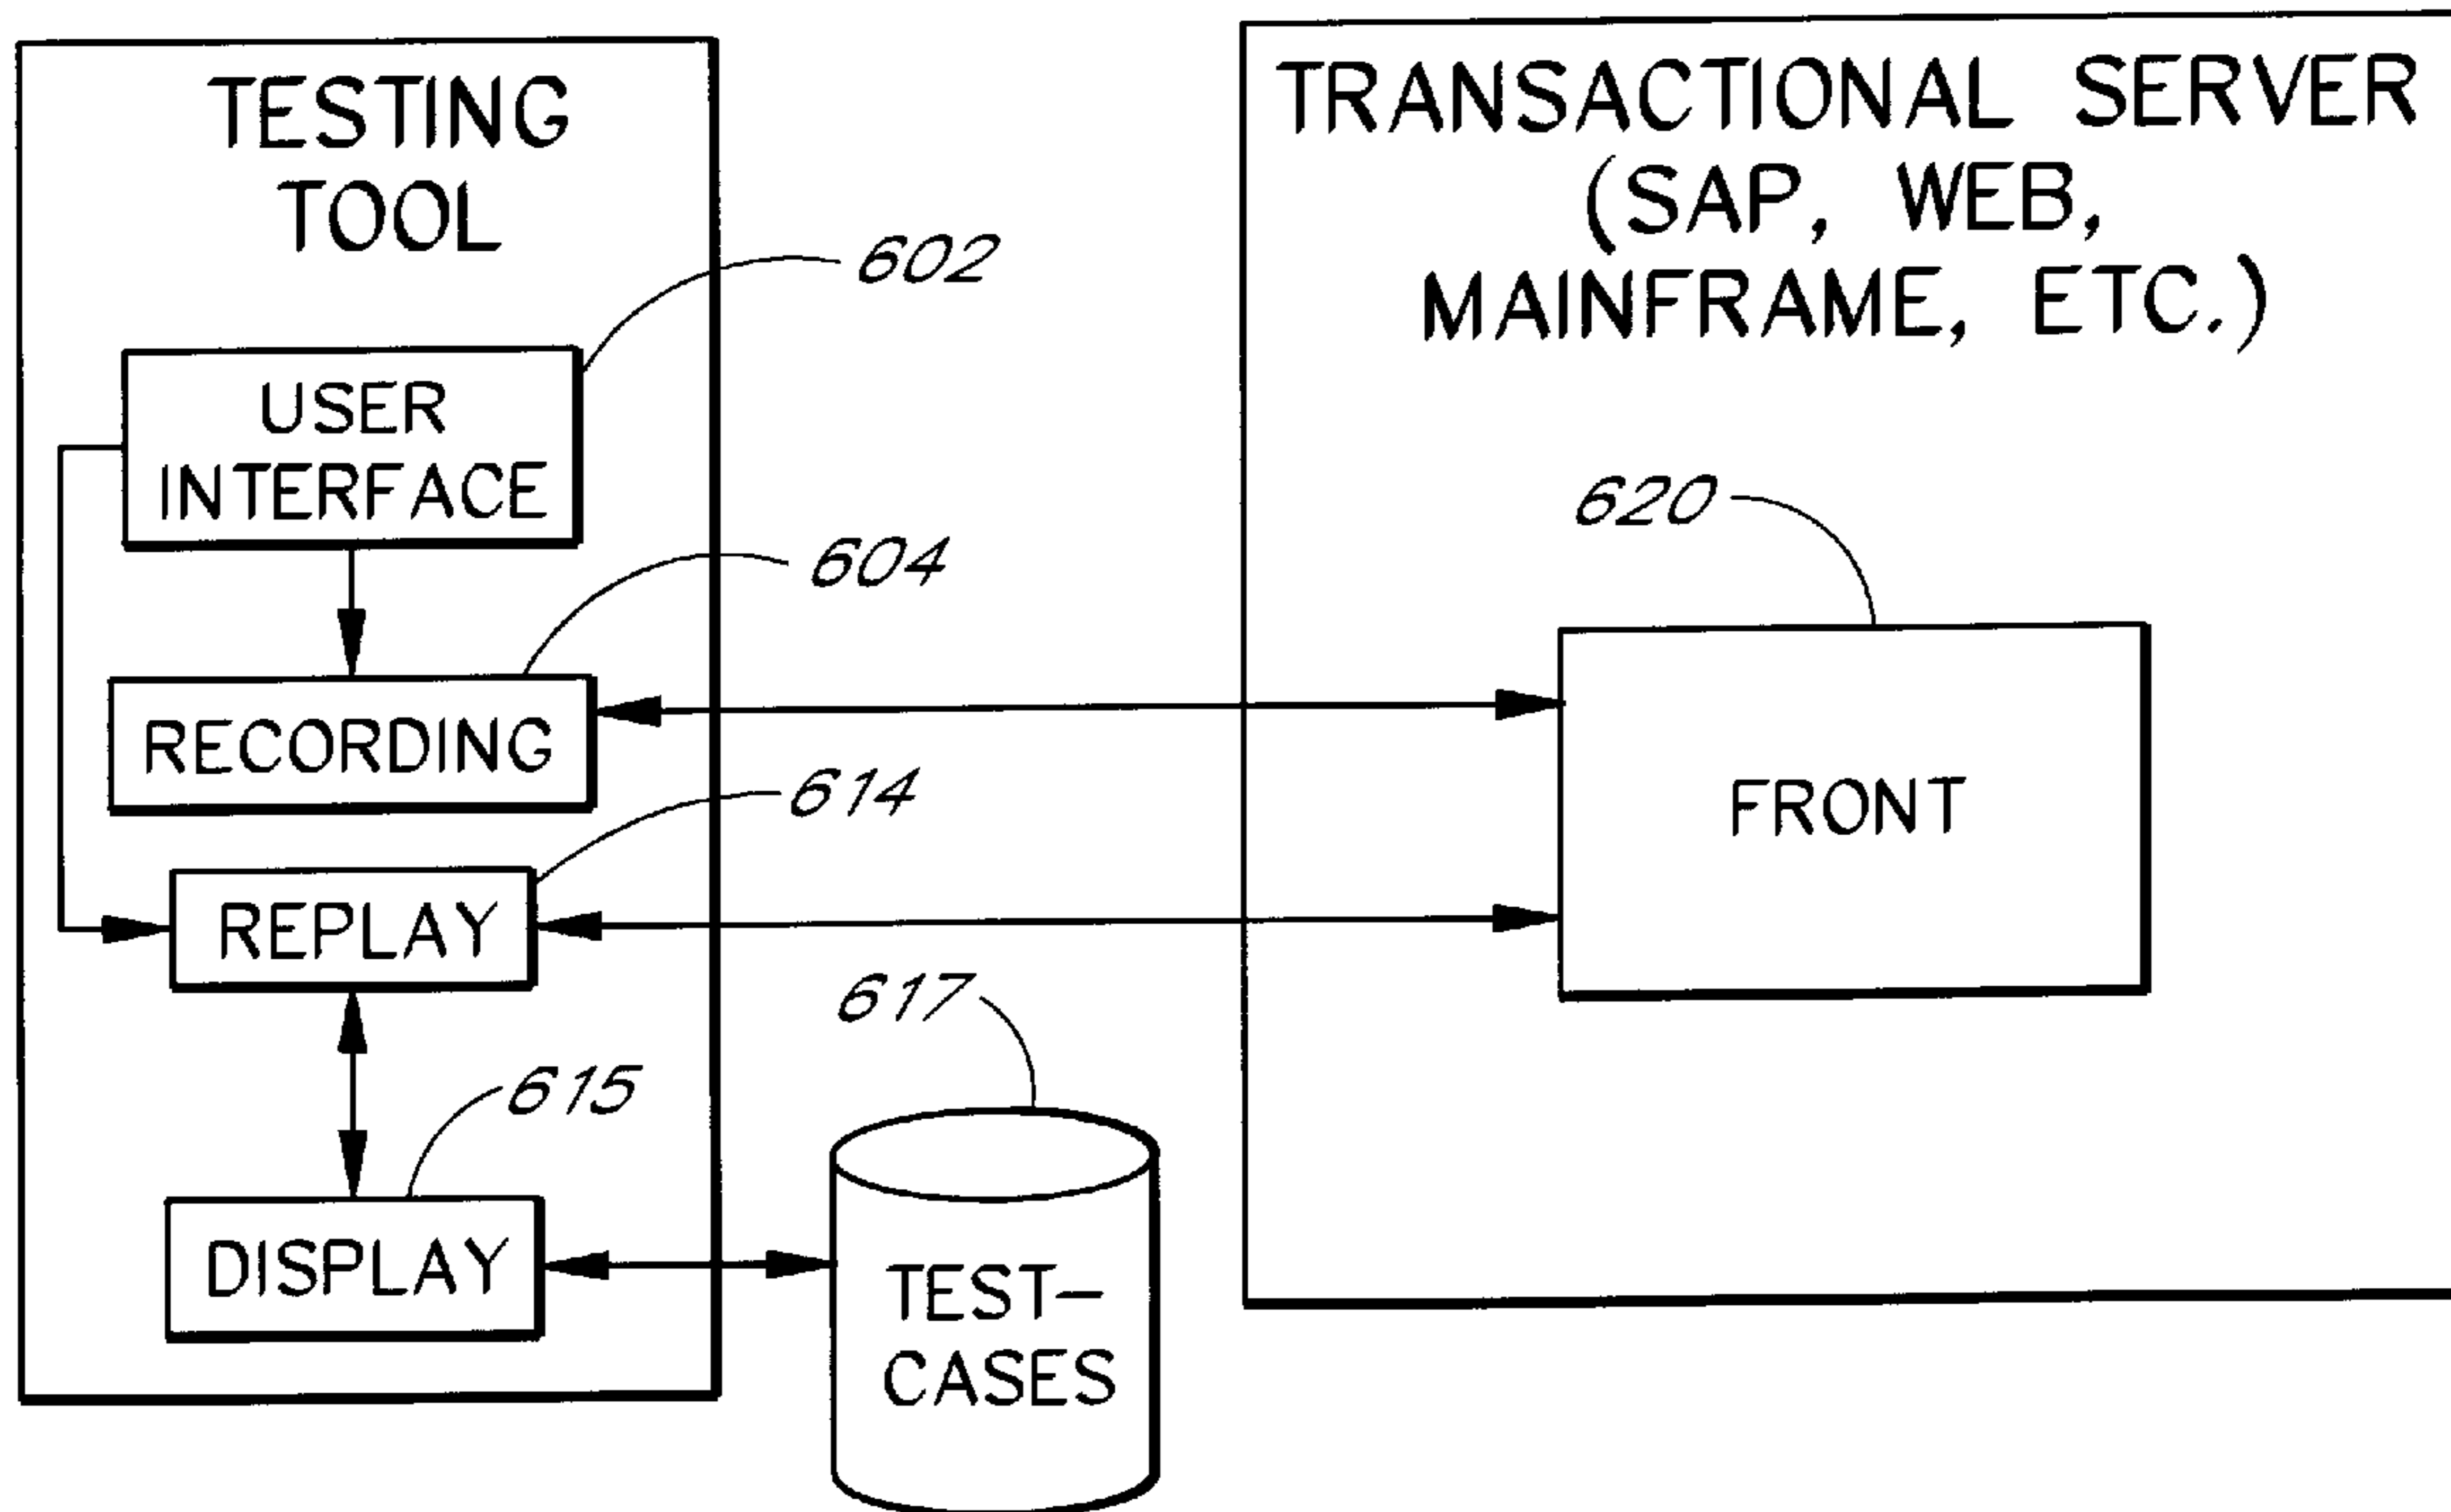 TESTING
TOOL
602
USER
INTERFACE
604
RECORDING
614
REPLAY
615
DISPLAY
617
TEST-
CASES
TRANSACTIONAL SERVER
(SAP, WEB,
MAINFRAME, ETC.)
620
FRONT